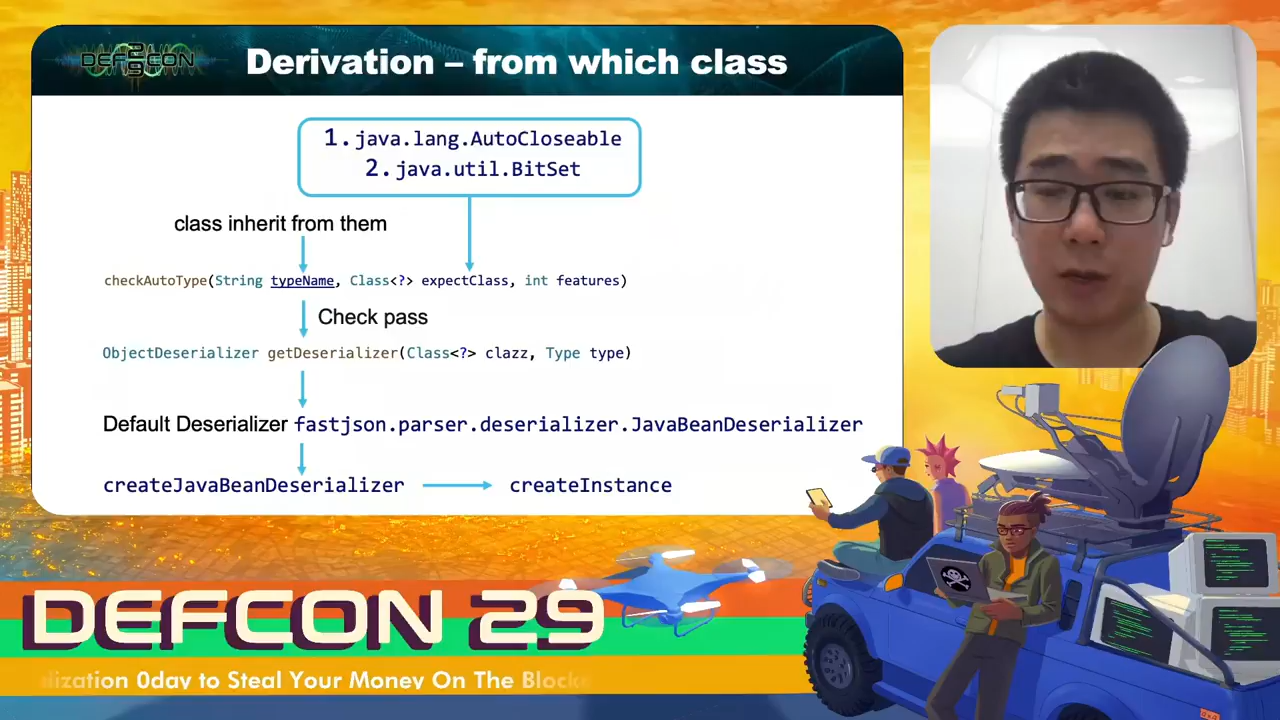 DEFCON
29
Derivation – from which class
1.java.lang.AutoCloseable
2.java.util.BitSet
class inherit from them
checkAutoType(String typeName, Class<?> expectClass, int features)
Check pass
ObjectDeserializer getDeserializer(Class<?> clazz, Type type)
Default Deserializer fastjson.parser.deserializer.JavaBeanDeserializer
createJavaBeanDeserializer
createInstance
DEFCON 29
lization 0day to Steal Your Money On The Block